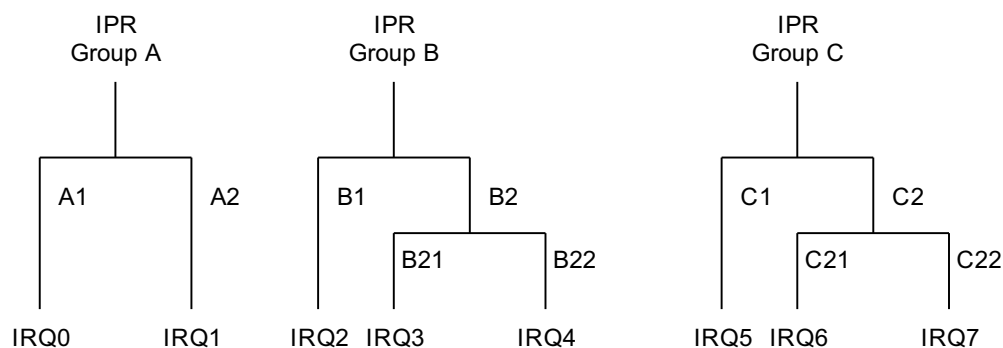 IPR
Group A
IPR
Group B
IPR
Group C
A1
A2
B1
B2
C1
C2
B21
B22
C21
C22
IRQ0
IRQ1
IRQ2
IRQ3
IRQ4
IRQ5
IRQ6
IRQ7